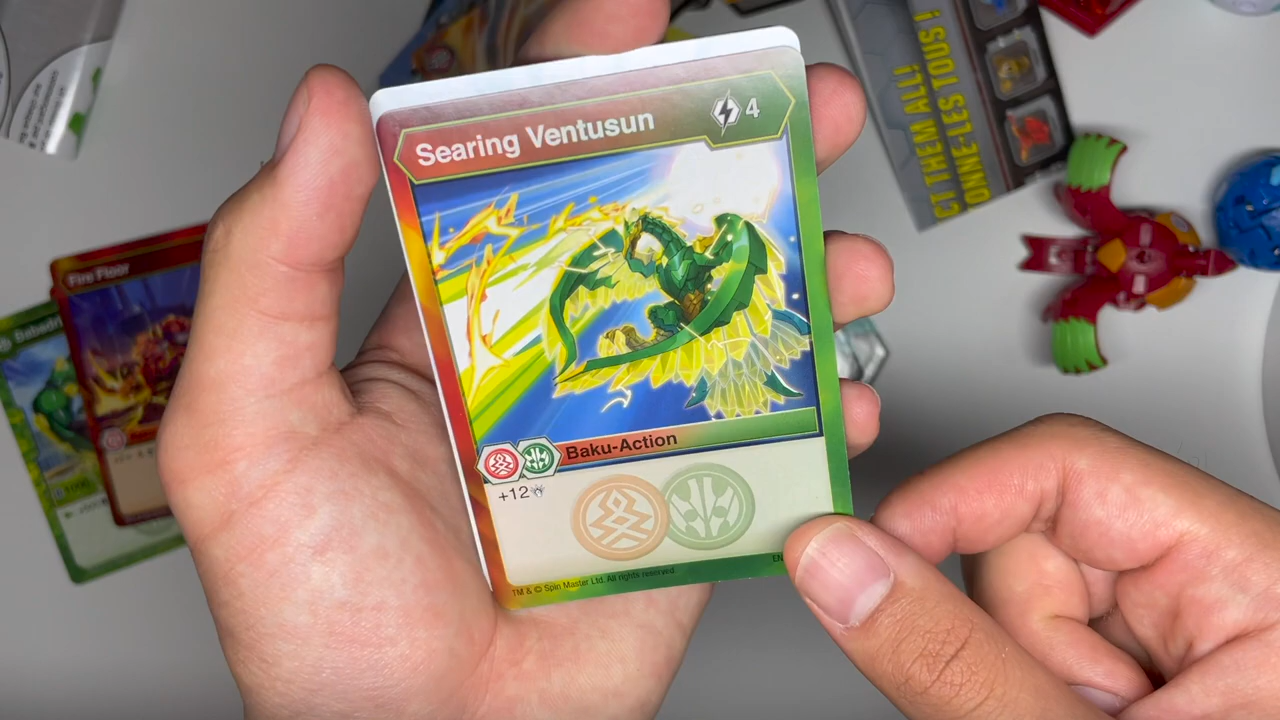 Searing Ventusun
4
Baku-Action
+12
TM & © Spin Master Ltd. All rights reserved.
EN
Fire Floor
CT THEM ALL!
ONNE-LES TOUS !